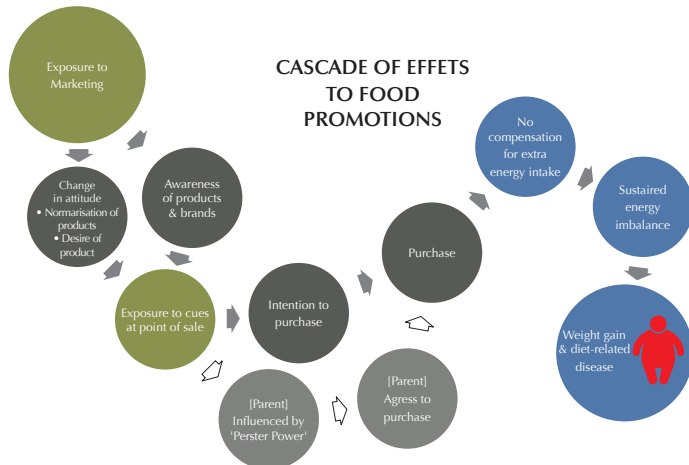 CASCADE OF EFFETS
TO FOOD
PROMOTIONS
Exposure to
Marketing
Change
in attitude
• Normarisation of
products
• Desire of
product
Awareness
of products
& brands
Exposure to cues
at point of sale
Intention to
purchase
[Parent]
Influenced by
'Perster Power'
[Parent]
Agress to
purchase
Purchase
No
compensation
for extra
energy intake
Sustaired
energy
imbalance
Weight gain
& diet-related
disease